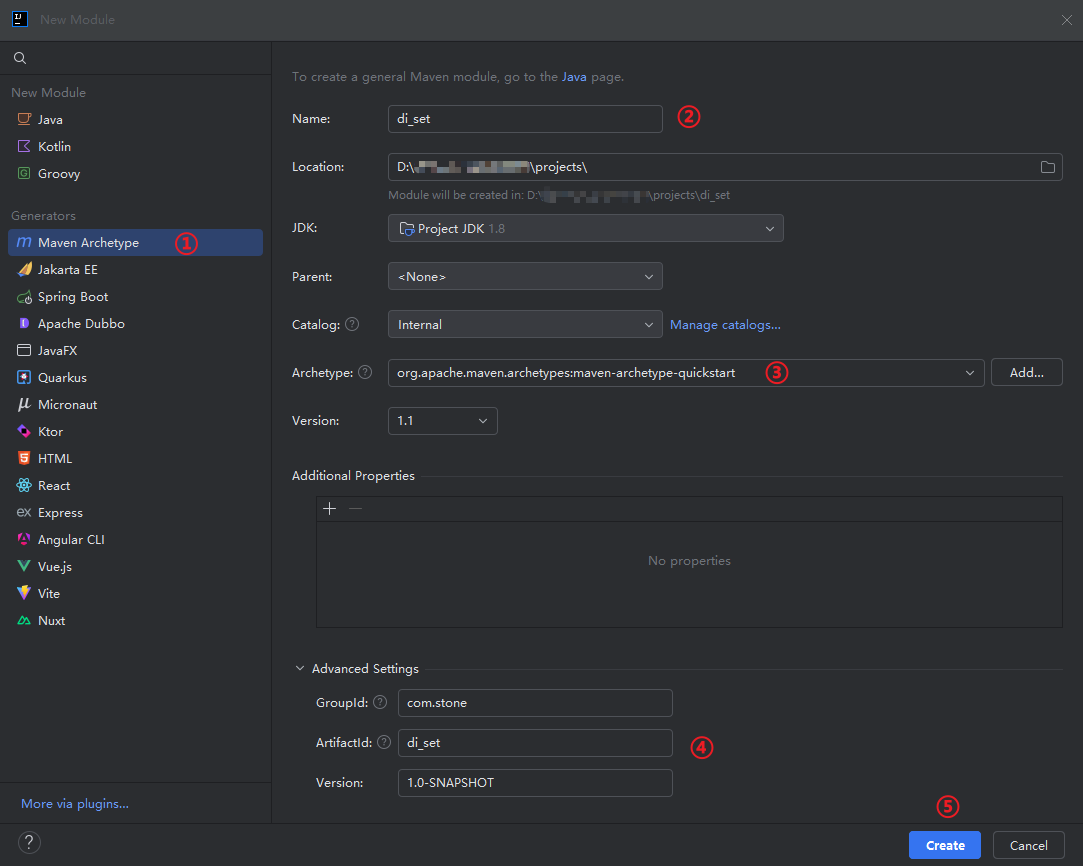 New Module
To create a general Maven module, go to the Java page.
New Module
Java
Kotlin
Groovy
Generators
Maven Archetype ①
Jakarta EE
Spring Boot
Apache Dubbo
JavaFX
Quarkus
Micronaut
Ktor
HTML
React
Express
Angular CLI
Vue.js
Vite
Nuxt
More via plugins...
Name: di_set ②
Location: D:\ \projects\
Module will be created in: D:\ \projects\di_set
JDK: Project JDK 1.8
Parent: <None>
Catalog: ? Internal Manage catalogs...
Archetype: ? org.apache.maven.archetypes:maven-archetype-quickstart ③ Add...
Version: 1.1
Additional Properties
No properties
Advanced Settings
GroupId: ? com.stone
ArtifactId: ? di_set ④
Version: 1.0-SNAPSHOT
⑤
? Create Cancel